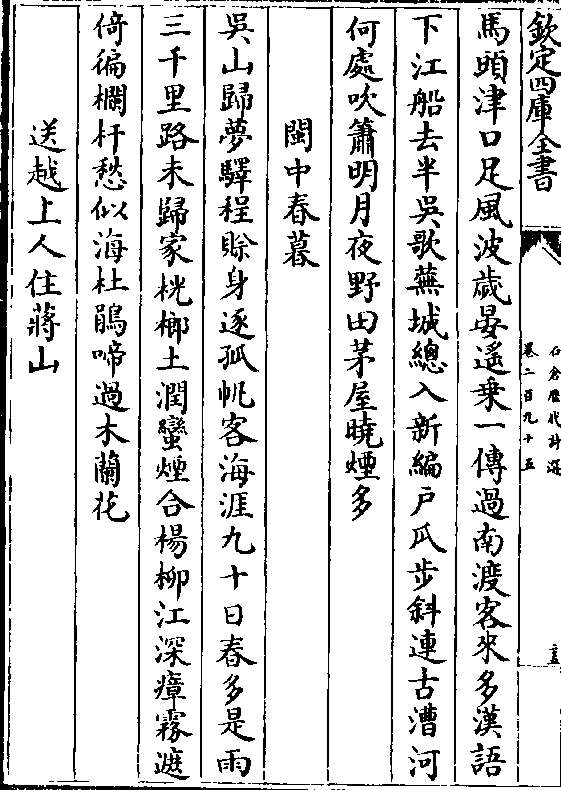 欽定四庫全書
石倉歷代詩選
卷二百九十五
馬頭津口足風波歲晏遙乗一傳過南渡客來多漢語
下江船去半吳歌蕪城總入新編戸瓜步斜連古漕河
何處吹簫明月夜野田茅屋曉煙多
閩中春暮
吳山歸夢驛程賒身逐孤帆客海涯九十日春多是雨
三千里路未歸家桄榔土潤蠻煙合楊柳江深瘴霧遮
倚徧欄杆愁似海杜鵑啼過木蘭花
送越上人住蔣山